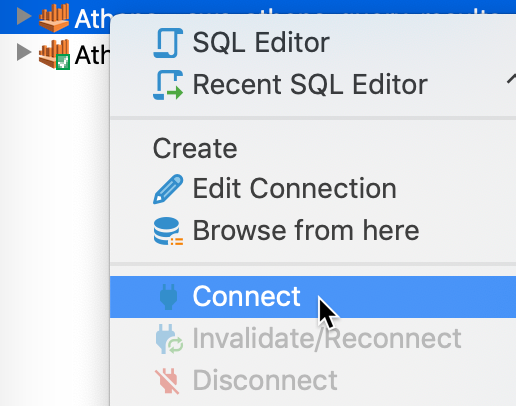 SQL Editor
Recent SQL Editor
Create
Edit Connection
Browse from here
Connect
Invalidate/Reconnect
Disconnect